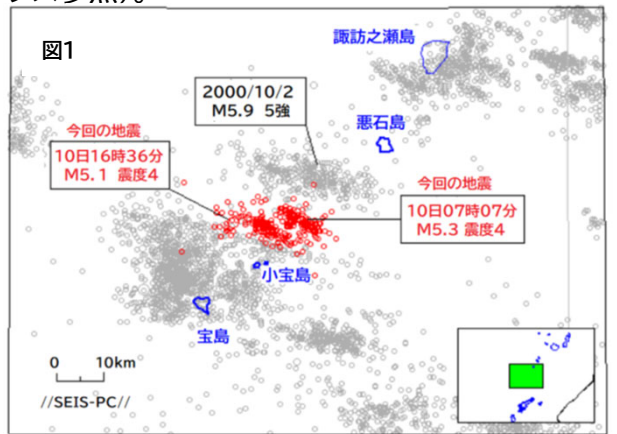 図1
諏訪之瀬島
2000/10/2
M5.9 5強
悪石島
今回の地震
10日16時36分
M5.1 震度4
今回の地震
10日07時07分
M5.3 震度4
小宝島
宝島
0 10km
//SEIS-PC//